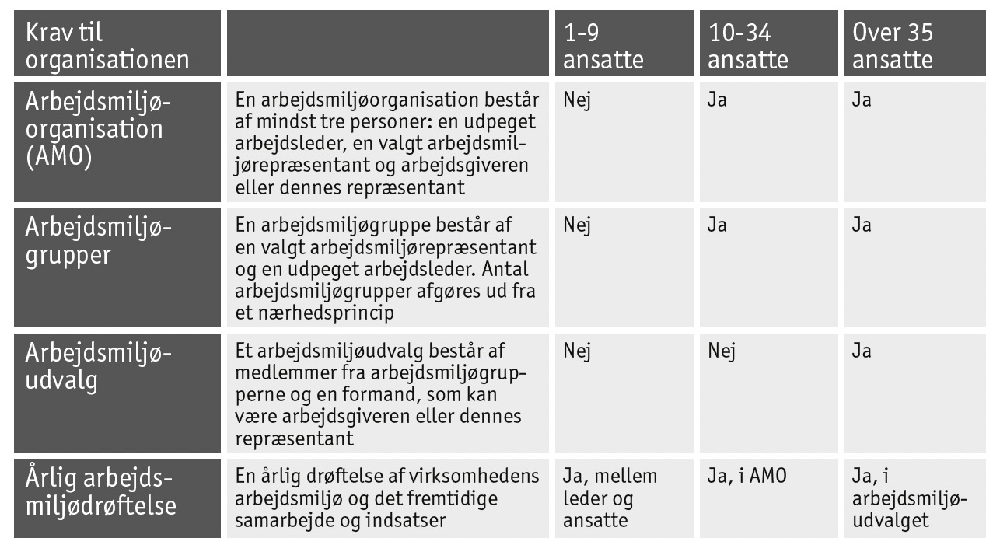 Krav til
organisationen
1-9
ansatte
10-34
ansatte
Over 35
ansatte
Arbejdsmiljø-
organisation
(AMO)
En arbejdsmiljøorganisation består
af mindst tre personer: en udpeget
arbejdsleder, en valgt arbejdsmil-
jørepræsentant og arbejdsgiveren
eller dennes repræsentant
Nej
Ja
Ja
Arbejdsmiljø-
grupper
En arbejdsmiljøgruppe består af
en valgt arbejdsmiljørepræsentant
og en udpeget arbejdsleder. Antal
arbejdsmiljøgrupper afgøres ud fra
et nærhedsprincip
Nej
Ja
Ja
Arbejdsmiljø-
udvalg
Et arbejdsmiljøudvalg består af
medlemmer fra arbejdsmiljøgrup-
perne og en formand, som kan
være arbejdsgiveren eller dennes
repræsentant
Nej
Nej
Ja
Årlig arbejds-
miljødrøftelse
En årlig drøftelse af virksomhedens
arbejdsmiljø og det fremtidige
samarbejde og indsatser
Ja, mellem
leder og
ansatte
Ja, i AMO
Ja, i
arbejdsmiljø-
udvalget